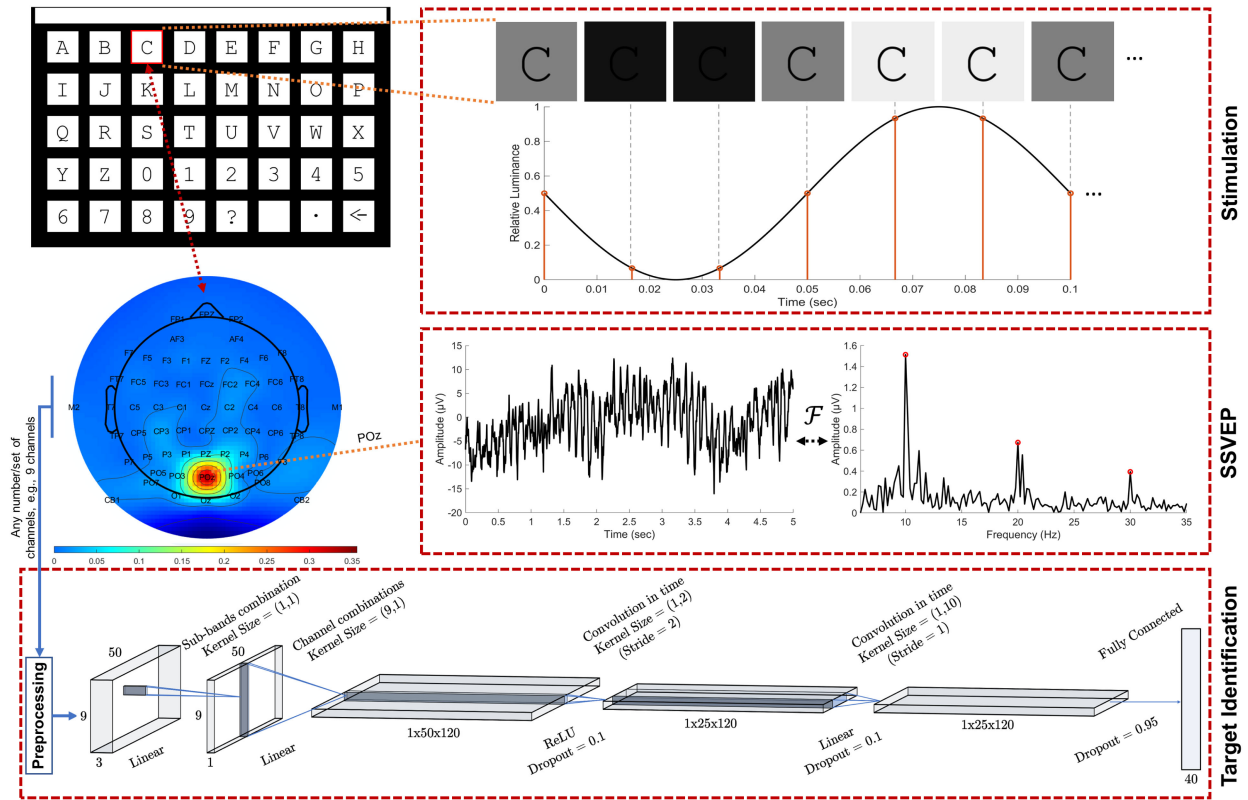 A B C D E F G H
I J K L M N O P
Q R S T U V W X
Y Z 0 1 2 3 4 5
6 7 8 9 ? · ←
C C C C C C C ...
Relative Luminance
1
0.8
0.6
0.4
0.2
0
...
0 0.01 0.02 0.03 0.04 0.05 0.06 0.07 0.08 0.09 0.1
Time (sec)
Stimulation
FP1 FPZ FP2
AF3 AF4
F7 F5 F3 F1 FZ F2 F4 F6 F8
FT7 FC5 FC3 FC1 FCz FC2 FC4 FC6 FT8
M2 T7 C5 C3 C1 Cz C2 C4 C6 T8 M1
TP7 CP5 CP3 CP1 CPZ CP2 CP4 CP6 TP8
P7 P5 P3 P1 PZ P2 P4 P6 P8
PO7 PO5 PO3 POz PO4 PO6 PO8
CB1 O1 OZ O2 CB2
0 0.05 0.1 0.15 0.2 0.25 0.3 0.35
POz
Any number/set of
channels, e.g., 9 channels
Amplitude (μV)
15
10
5
0
-5
-10
-15
-20
0 0.5 1 1.5 2 2.5 3 3.5 4 4.5 5
Time (sec)
ℱ
Amplitude (μV)
1.6
1.4
1.2
1
0.8
0.6
0.4
0.2
0
10 15 20 25 30 35
Frequency (Hz)
SSVEP
Preprocessing
50
9
3
Linear
Sub-bands combination
Kernel Size = (1,1)
50
9
1
Linear
Channel combinations
Kernel Size = (9,1)
1x50x120
ReLU
Dropout = 0.1
Convolution in time
Kernel Size = (1,2)
(Stride = 2)
1x25x120
Linear
Dropout = 0.1
Convolution in time
Kernel Size = (1,10)
(Stride = 1)
1x25x120
Dropout = 0.95
Fully Connected
40
Target Identification